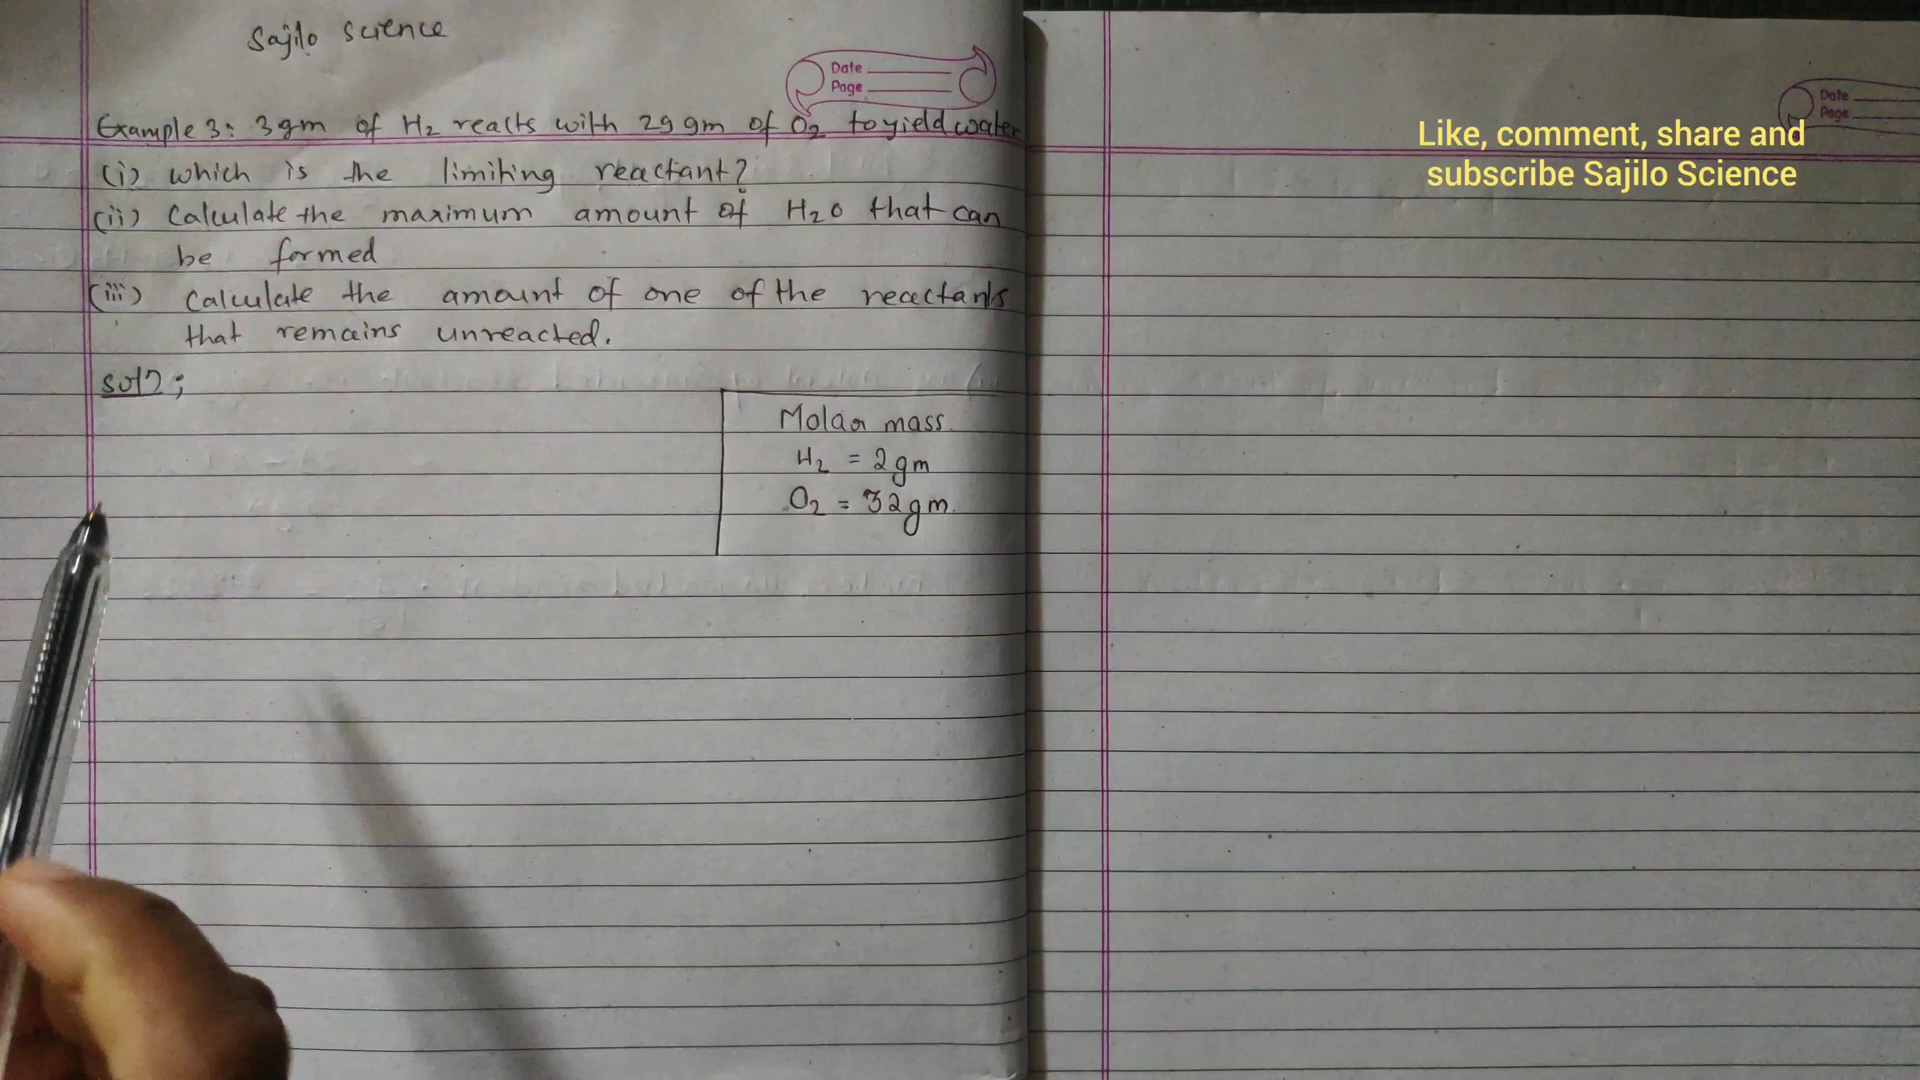 Sajilo Science
Date
Page
Example 3: 3gm of H₂ reacts with 29 gm of O₂ to yield water
(i) which is the limiting reactant?
(ii) Calculate the maximum amount of H₂O that can
be formed
(iii) Calculate the amount of one of the reactants
that remains unreacted.
solⁿ;
Molar mass
H₂ = 2gm
O₂ = 32gm
Date
Page
Like, comment, share and
subscribe Sajilo Science